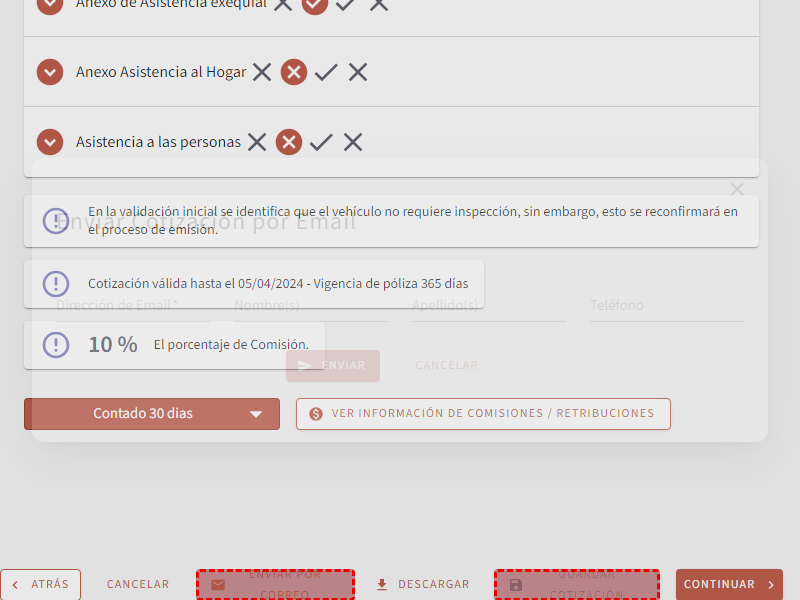 Anexo de Asistencia exequial
Anexo Asistencia al Hogar
Asistencia a las personas
En la validación inicial se identifica que el vehículo no requiere inspección, sin embargo, esto se reconfirmará en
Enviar Cotización por Email
el proceso de emisión.
Cotización válida hasta el 05/04/2024 - Vigencia de póliza 365 días
Dirección de Email* Nombre(s) Apellido(s) Teléfono
10 % El porcentaje de Comisión.
ENVIAR CANCELAR
Contado 30 dias VER INFORMACIÓN DE COMISIONES / RETRIBUCIONES
ATRÁS CANCELAR ENVIAR POR CORREO DESCARGAR GUARDAR COTIZACIÓN CONTINUAR